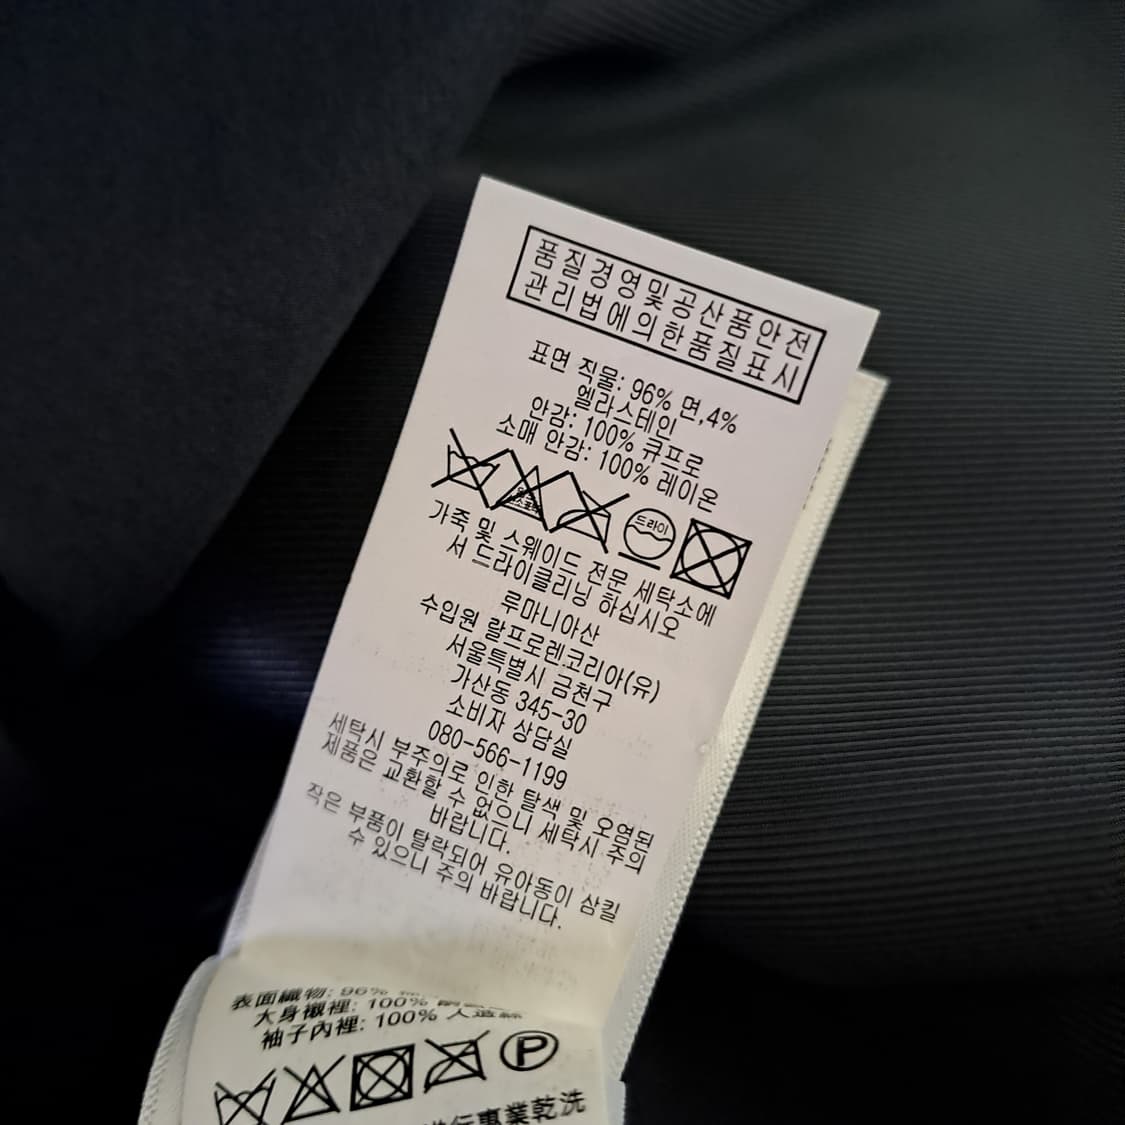 품질경영및공산품안전
관리법에의한품질표시
표면 직물: 96% 면,4%
엘라스테인
안감: 100% 큐프로
소매 안감: 100% 레이온
드라이
가죽 및 스웨이드 전문 세탁소에
서 드라이클리닝 하십시오
루마니아산
수입원 랄프로렌코리아(유)
서울특별시 금천구
가산동 345-30
소비자 상담실
080-566-1199
세탁시 부주의로 인한 탈색 및 오염된
제품은 교환할 수 없으니 세탁시 주의
바랍니다.
작은 부품이 탈락되어 유아동이 삼킬
수 있으니 주의 바랍니다.
表面織物: 96%
大身襯裡: 100%
袖子內裡: 100% 人造絲
P
行專業乾洗